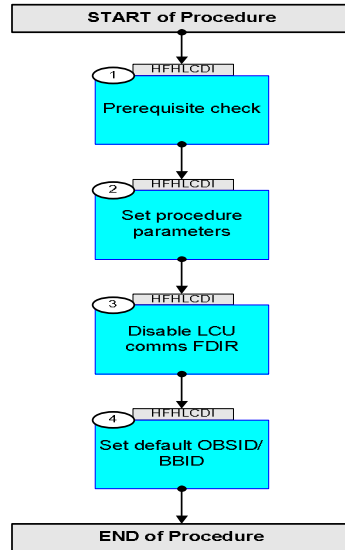 START of Procedure
HFHLCDI
1
Prerequisite check
HFHLCDI
2
Set procedure
parameters
HFHLCDI
3
Disable LCU
comms FDIR
HFHLCDI
4
Set default OBSID/
BBID
END of Procedure